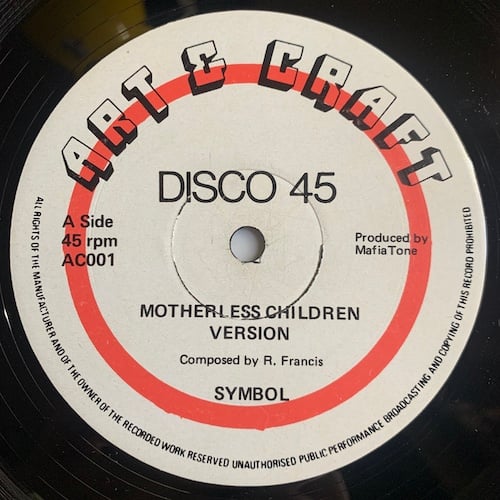 ART & CRAFT
DISCO 45
A Side
45 rpm
AC001
Produced by
MafiaTone
MOTHERLESS CHILDREN
VERSION
Composed by R. Francis
SYMBOL
ALL RIGHTS OF THE MANUFACTURER AND OF THE OWNER OF THE RECORDED WORK RESERVED UNAUTHORISED PUBLIC PERFORMANCE BROADCASTING AND COPYING OF THIS RECORD PROHIBITED